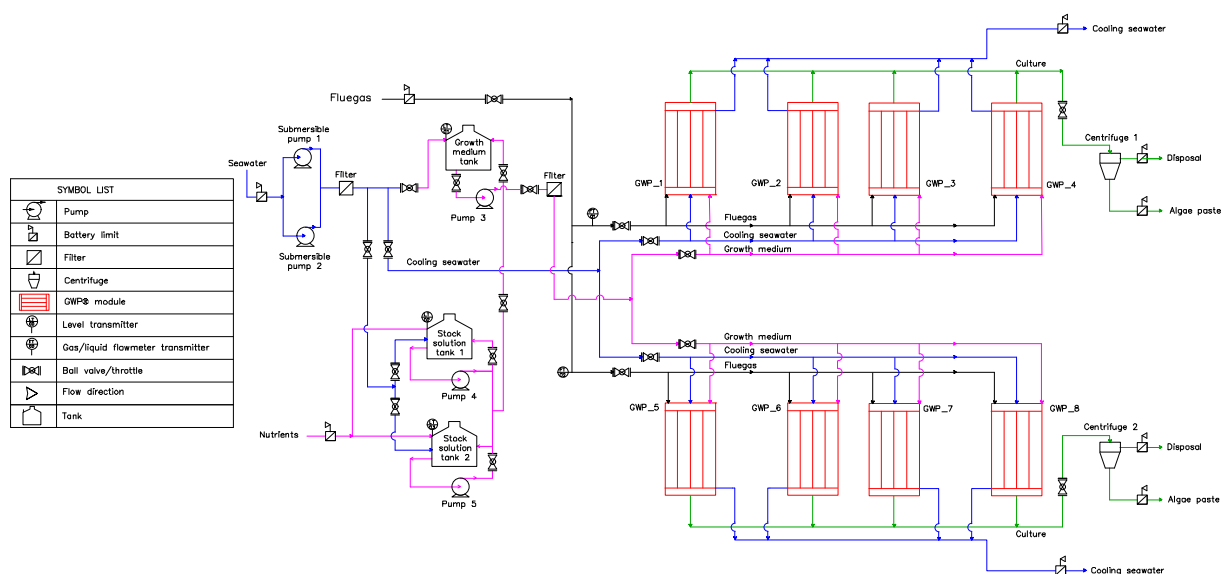 Cooling seawater
Culture
Fluegas
Submersible
pump 1
Growth
medium
tank
Centrifuge 1
Seawater
Filter
Filter
Disposal
SYMBOL LIST
Pump
Battery limit
Filter
Centrifuge
GWP® module
Level transmitter
Gas/liquid flowmeter transmitter
Ball valve/throttle
Flow direction
Tank
GWP_1
GWP_2
GWP_3
GWP_4
Pump 3
Algae paste
Submersible
pump 2
Fluegas
Cooling seawater
Growth medium
Cooling seawater
Stock
solution
tank 1
Pump 4
Growth medium
Cooling seawater
Fluegas
GWP_5
GWP_6
GWP_7
GWP_8
Nutrients
Stock
solution
tank 2
Pump 5
Centrifuge 2
Disposal
Algae paste
Culture
Cooling seawater